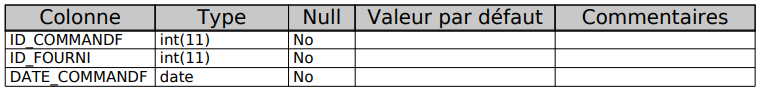 Colonne Type Null Valeur par défaut Commentaires
ID_COMMANDF int(11) No
ID_FOURNI int(11) No
DATE_COMMANDF date No